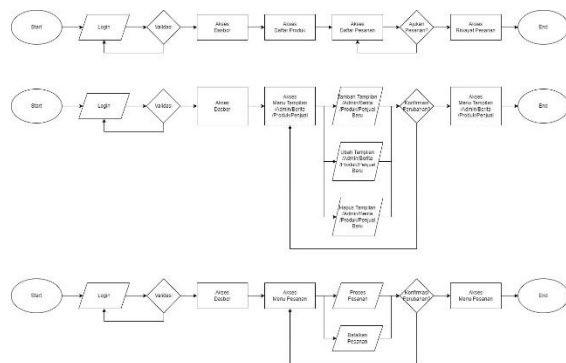 Start
Login
Validasi
Akses
Dasbor
Akses
Daftar Produk
Akses
Daftar Pesanan
Ajukan
Pesanan?
Akses
Riwayat Pesanan
End
Start
Login
Validasi
Akses
Dasbor
Akses
Menu Tampilan
/Admin/Berita
/Produk/Penjual
Tambah Tampilan
/Admin/Berita
/Produk/Penjual
Baru
Ubah Tampilan
/Admin/Berita
/Produk/Penjual
Baru
Hapus Tampilan
/Admin/Berita
/Produk/Penjual
Baru
Konfirmasi
Perubahan?
Akses
Menu Tampilan
/Admin/Berita
/Produk/Penjual
End
Start
Login
Validasi
Akses
Dasbor
Akses
Menu Pesanan
Proses
Pesanan
Batalkan
Pesanan
Konfirmasi
Perubahan?
Akses
Menu Pesanan
End